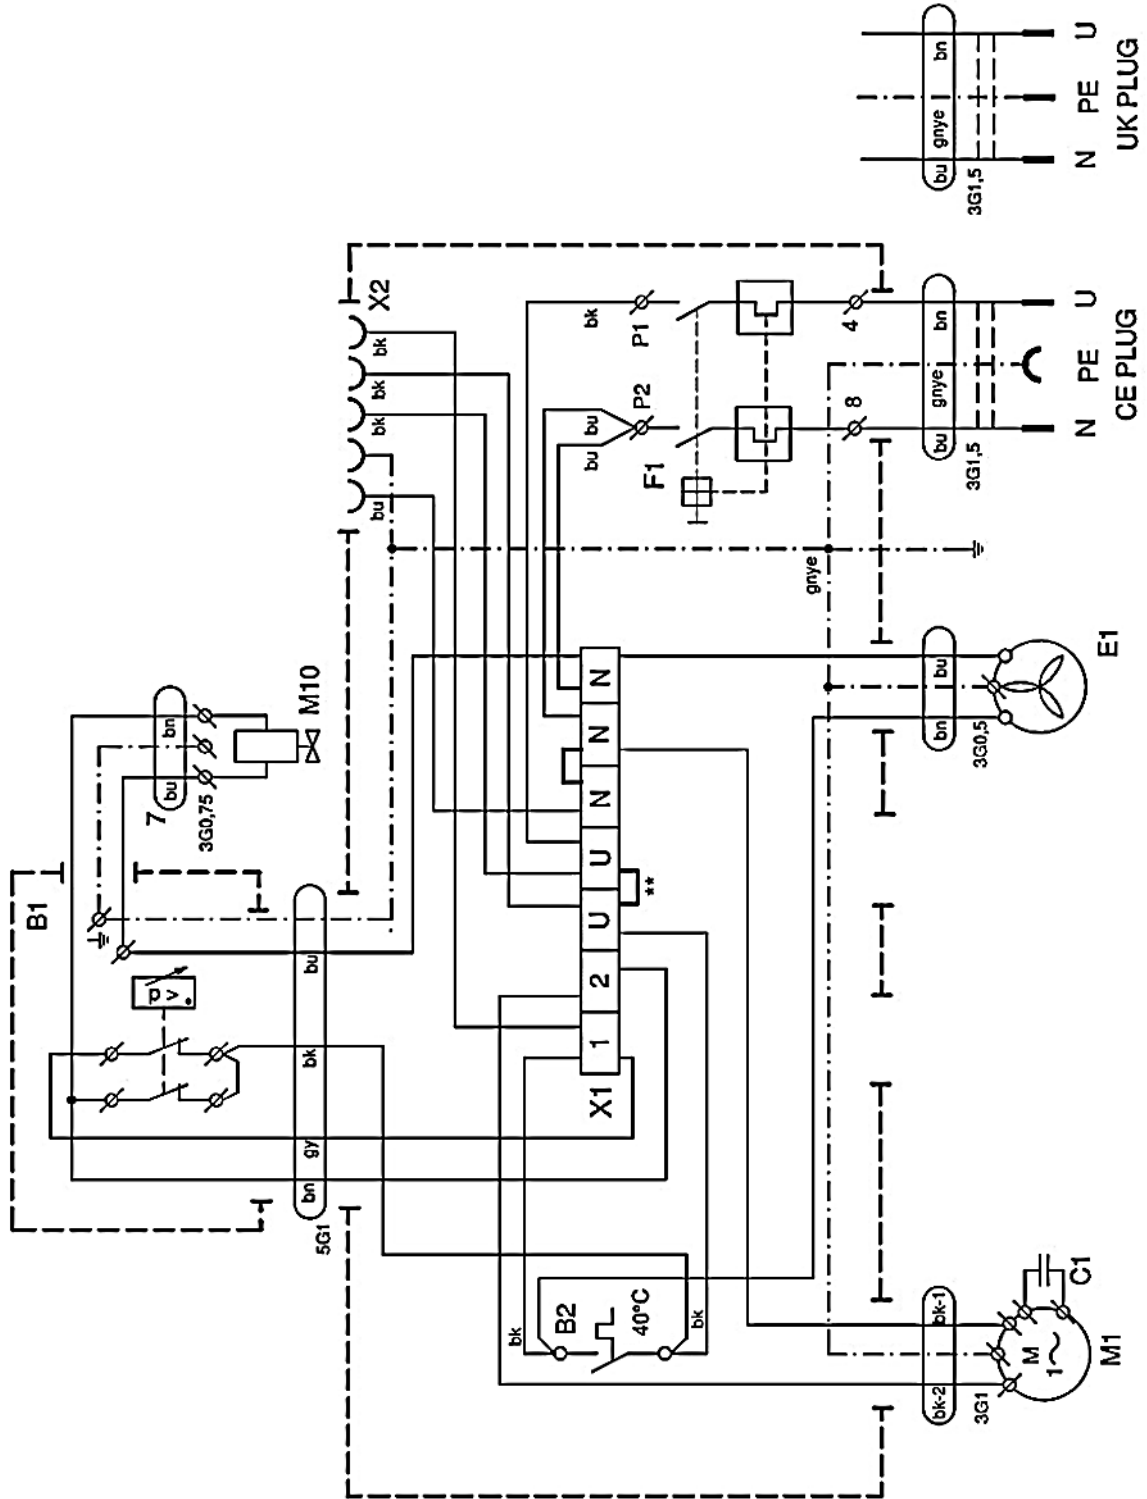 B1
7
bu bn
3G0,75
M10
p>
bn gy bk bu
5G1
X2
bu bk bk bk
bk
B2
40°C
bk
X1
1 2 U U N N N
**
bu bu bk
P2 P1
F1
8 4
gnye
bk-2 bk-1
3G1
M
1~
C1
M1
bn bu
3G0,5
E1
bu gnye bn
3G1,5
N PE U
CE PLUG
bu gnye bn
3G1,5
N PE U
UK PLUG